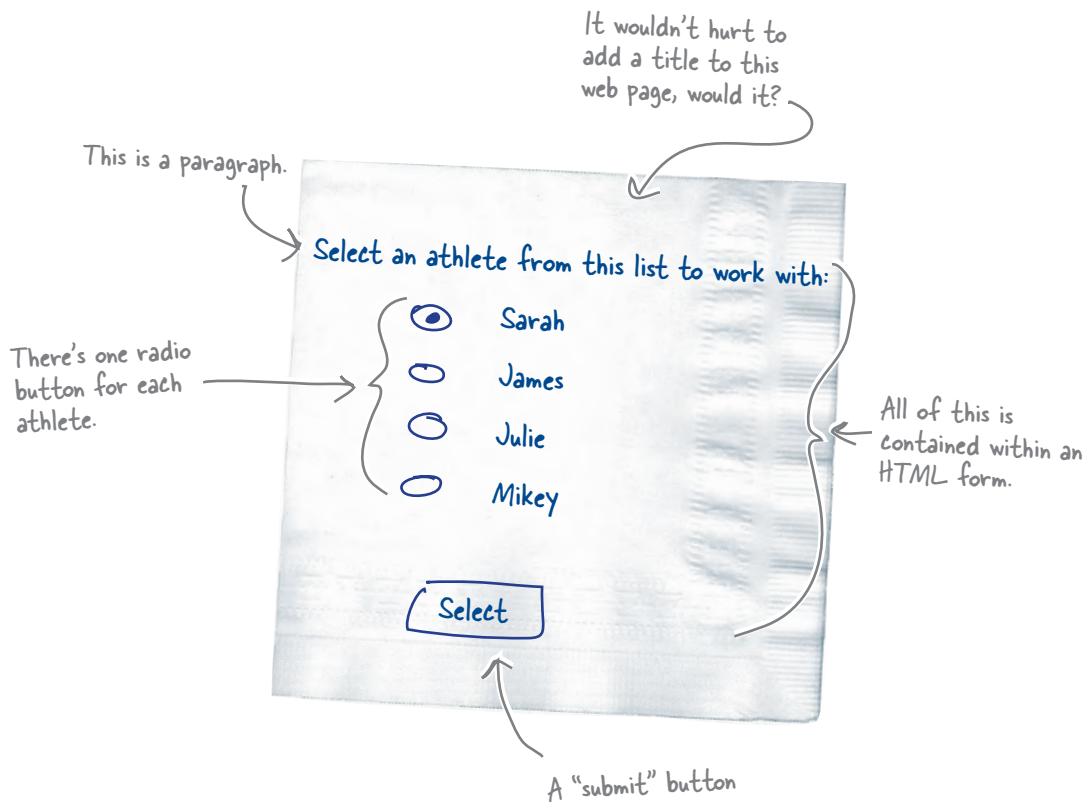 It wouldn't hurt to
add a title to this
web page, would it?
This is a paragraph.
Select an athlete from this list to work with:
Sarah
James
Julie
Mikey
There's one radio
button for each
athlete.
All of this is
contained within an
HTML form.
Select
A “submit” button